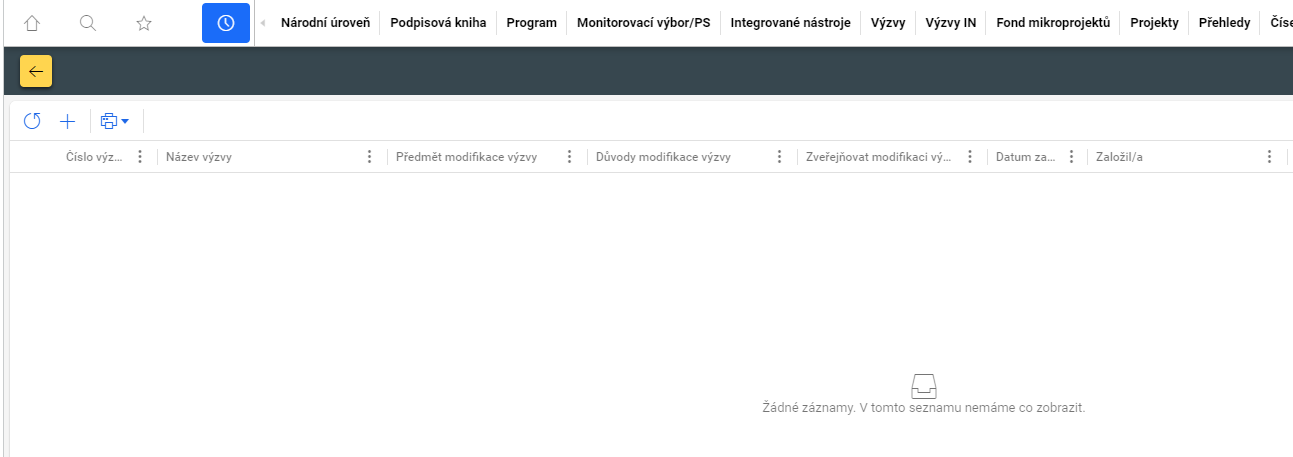 Národní úroveň Podpisová kniha Program Monitorovací výbor/PS Integrované nástroje Výzvy Výzvy IN Fond mikroprojektů Projekty Přehledy
Číslo výz... Název výzvy Předmět modifikace výzvy Důvody modifikace výzvy Zveřejňovat modifikaci vý... Datum za... Založil/a
Žádné záznamy. V tomto seznamu nemáme co zobrazit.